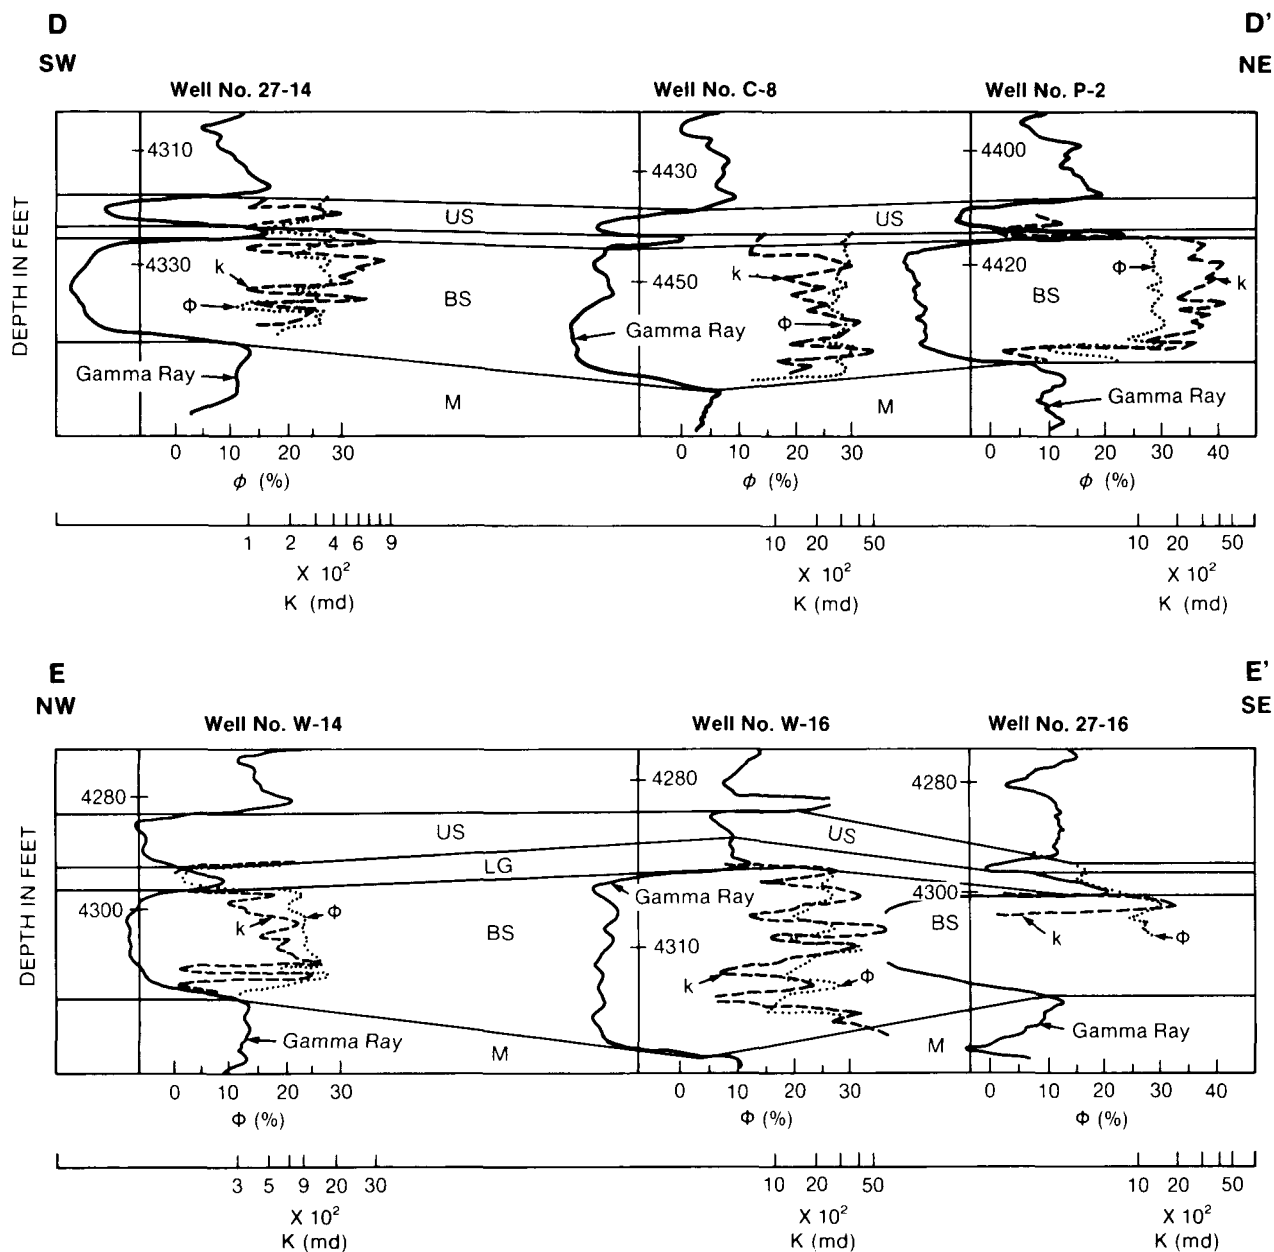 D D'
SW NE
Well No. 27-14 Well No. C-8 Well No. P-2
4310 4430 4400
US US
DEPTH IN FEET
4330 4450 4420
k k Φ k
Φ BS Gamma Ray Φ BS
Gamma Ray M M Gamma Ray
0 10 20 30 0 10 20 30 0 10 20 30 40
ϕ (%) ϕ (%) ϕ (%)
1 2 4 6 9 10 20 50 10 20 50
X 10² X 10² X 10²
K (md) K (md) K (md)
E E'
NW SE
Well No. W-14 Well No. W-16 Well No. 27-16
4280 4280 4280
US US
LG
DEPTH IN FEET
4300 Gamma Ray 4300
k Φ BS 4310 BS k Φ
k Φ
Gamma Ray M M Gamma Ray
0 10 20 30 0 10 20 30 0 10 20 30 40
Φ (%) Φ (%) Φ (%)
3 5 9 20 30 10 20 50 10 20 50
X 10² X 10² X 10²
K (md) K (md) K (md)